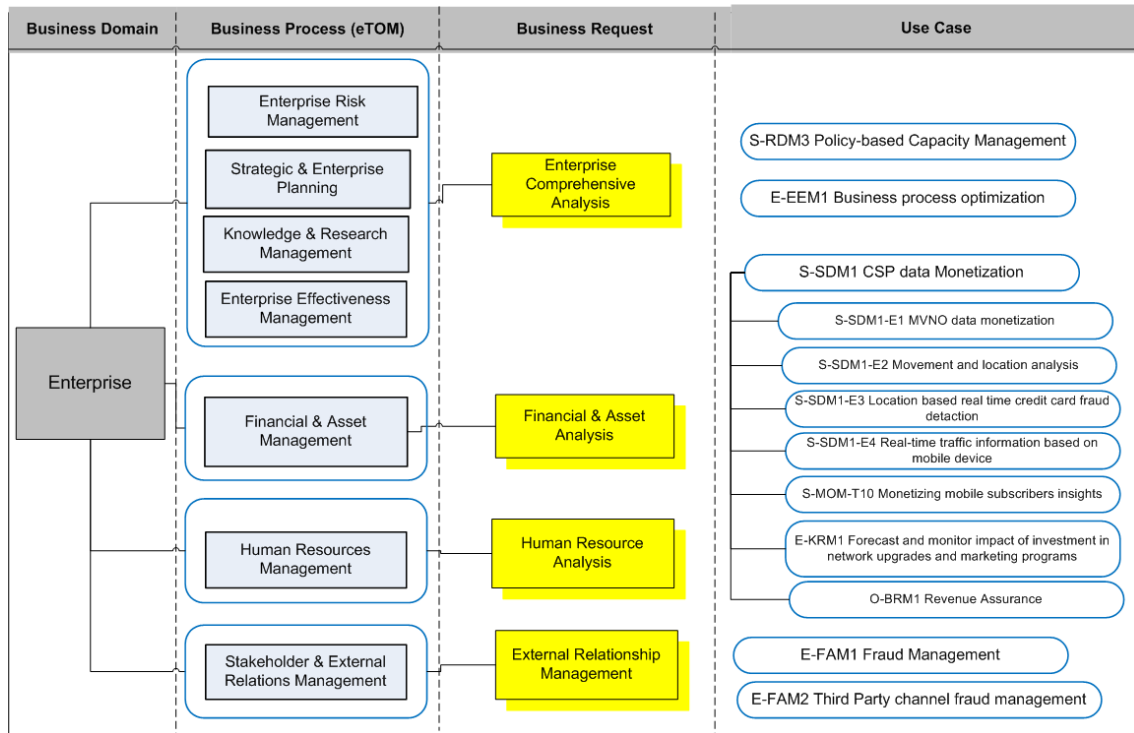 Business Domain
Business Process (eTOM)
Business Request
Use Case
Enterprise
Enterprise Risk
Management
Strategic & Enterprise
Planning
Knowledge & Research
Management
Enterprise Effectiveness
Management
Financial & Asset
Management
Human Resources
Management
Stakeholder & External
Relations Management
Enterprise
Comprehensive
Analysis
Financial & Asset
Analysis
Human Resource
Analysis
External Relationship
Management
S-RDM3 Policy-based Capacity Management
E-EEM1 Business process optimization
S-SDM1 CSP data Monetization
S-SDM1-E1 MVNO data monetization
S-SDM1-E2 Movement and location analysis
S-SDM1-E3 Location based real time credit card fraud
detaction
S-SDM1-E4 Real-time traffic information based on
mobile device
S-MOM-T10 Monetizing mobile subscribers insights
E-KRM1 Forecast and monitor impact of investment in
network upgrades and marketing programs
O-BRM1 Revenue Assurance
E-FAM1 Fraud Management
E-FAM2 Third Party channel fraud management